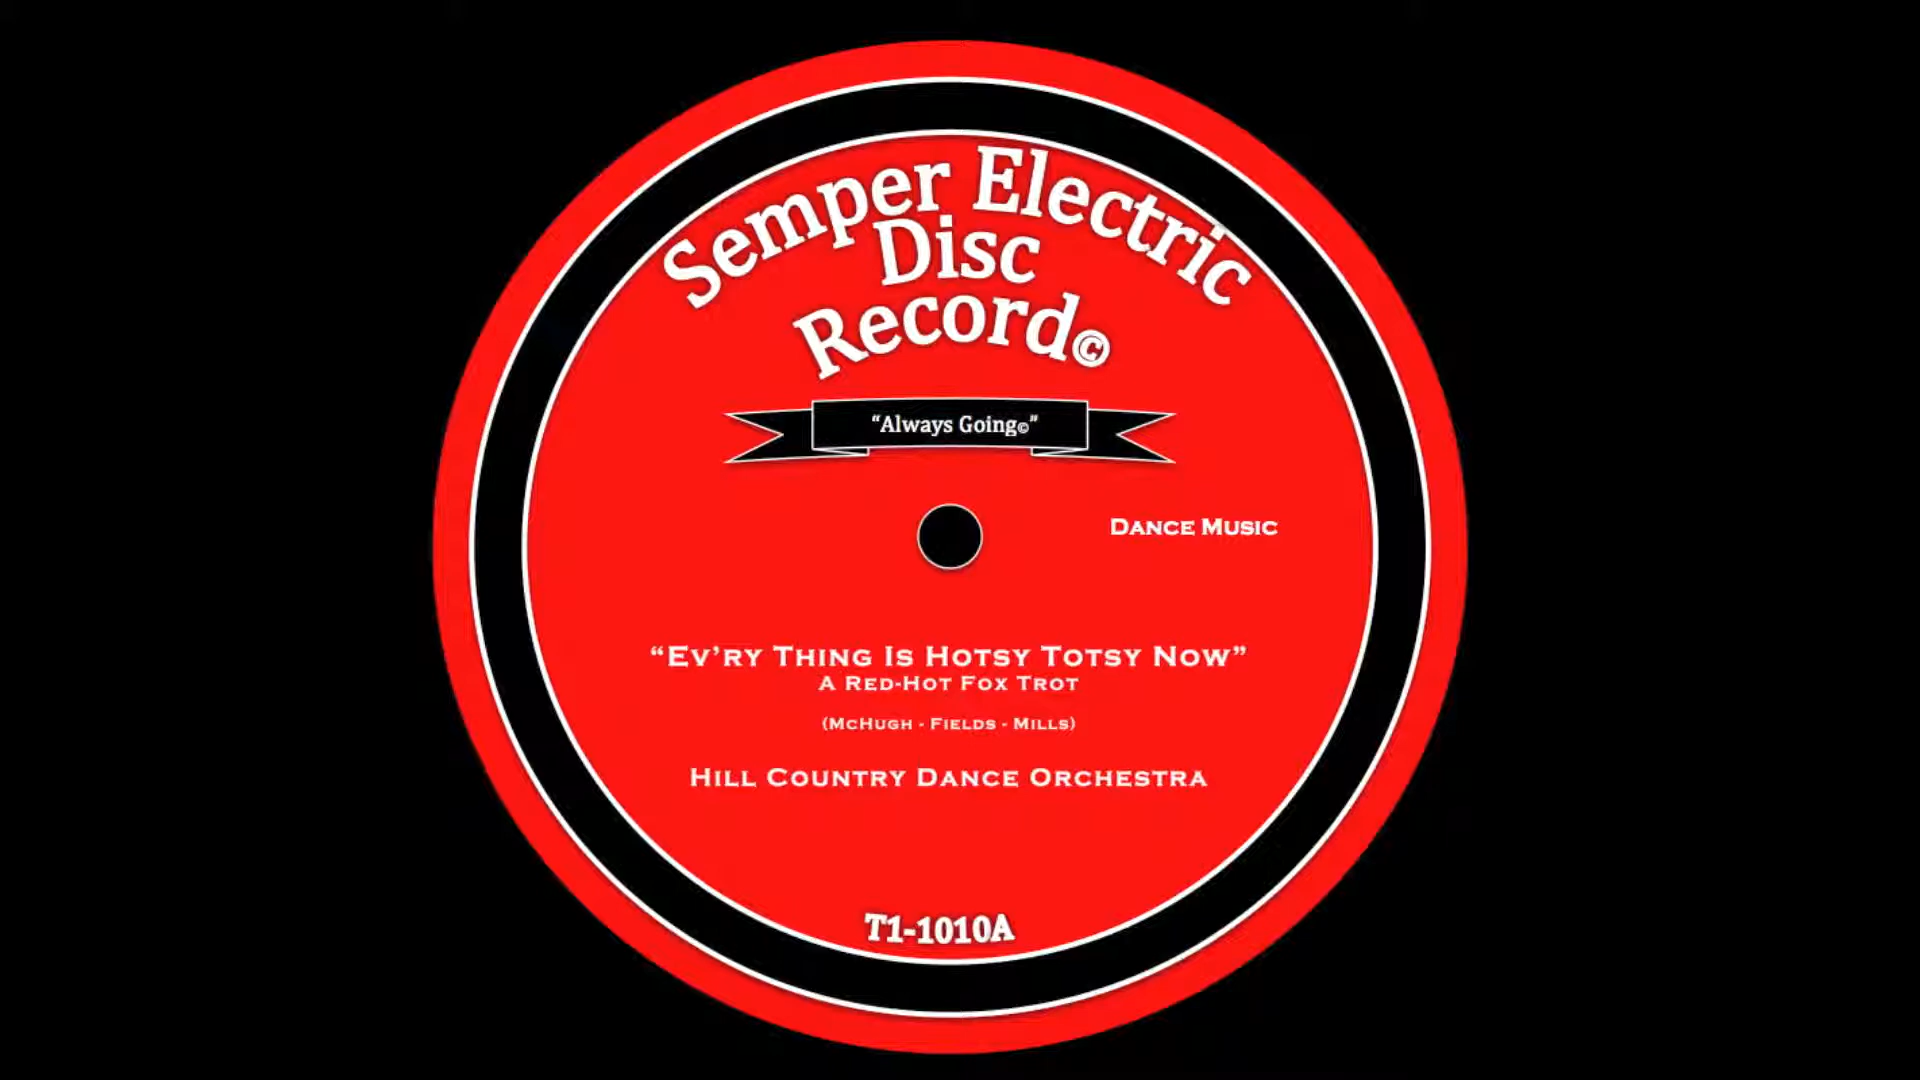 Semper Electric
Disc
Record©
“Always Going©”
Dance Music
“Ev’ry Thing Is Hotsy Totsy Now”
A Red-Hot Fox Trot
(McHugh - Fields - Mills)
Hill Country Dance Orchestra
T1-1010A